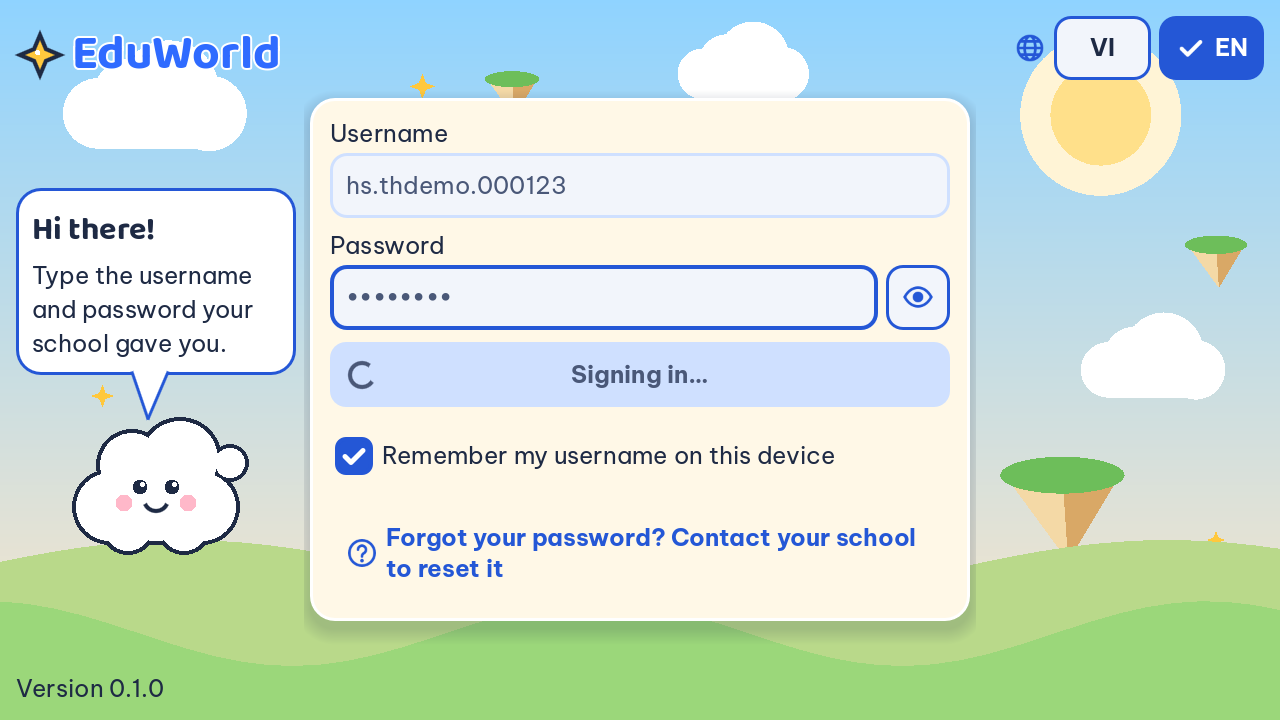 EduWorld
VI
EN
Hi there!
Type the username
and password your
school gave you.
Username
hs.thdemo.000123
Password
••••••••
Signing in...
Remember my username on this device
Forgot your password? Contact your school
to reset it
Version 0.1.0